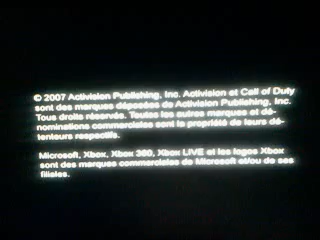 © 2007 Activision Publishing, Inc. Activision et Call of Duty
sont des marques déposées de Activision Publishing, Inc.
Tous droits réservés. Toutes les autres marques et dé-
nominations commerciales sont la propriété de leurs dé-
tenteurs respectifs.
Microsoft, Xbox, Xbox 360, Xbox LIVE et les logos Xbox
sont des marques commerciales de Microsoft et/ou de ses
filiales.